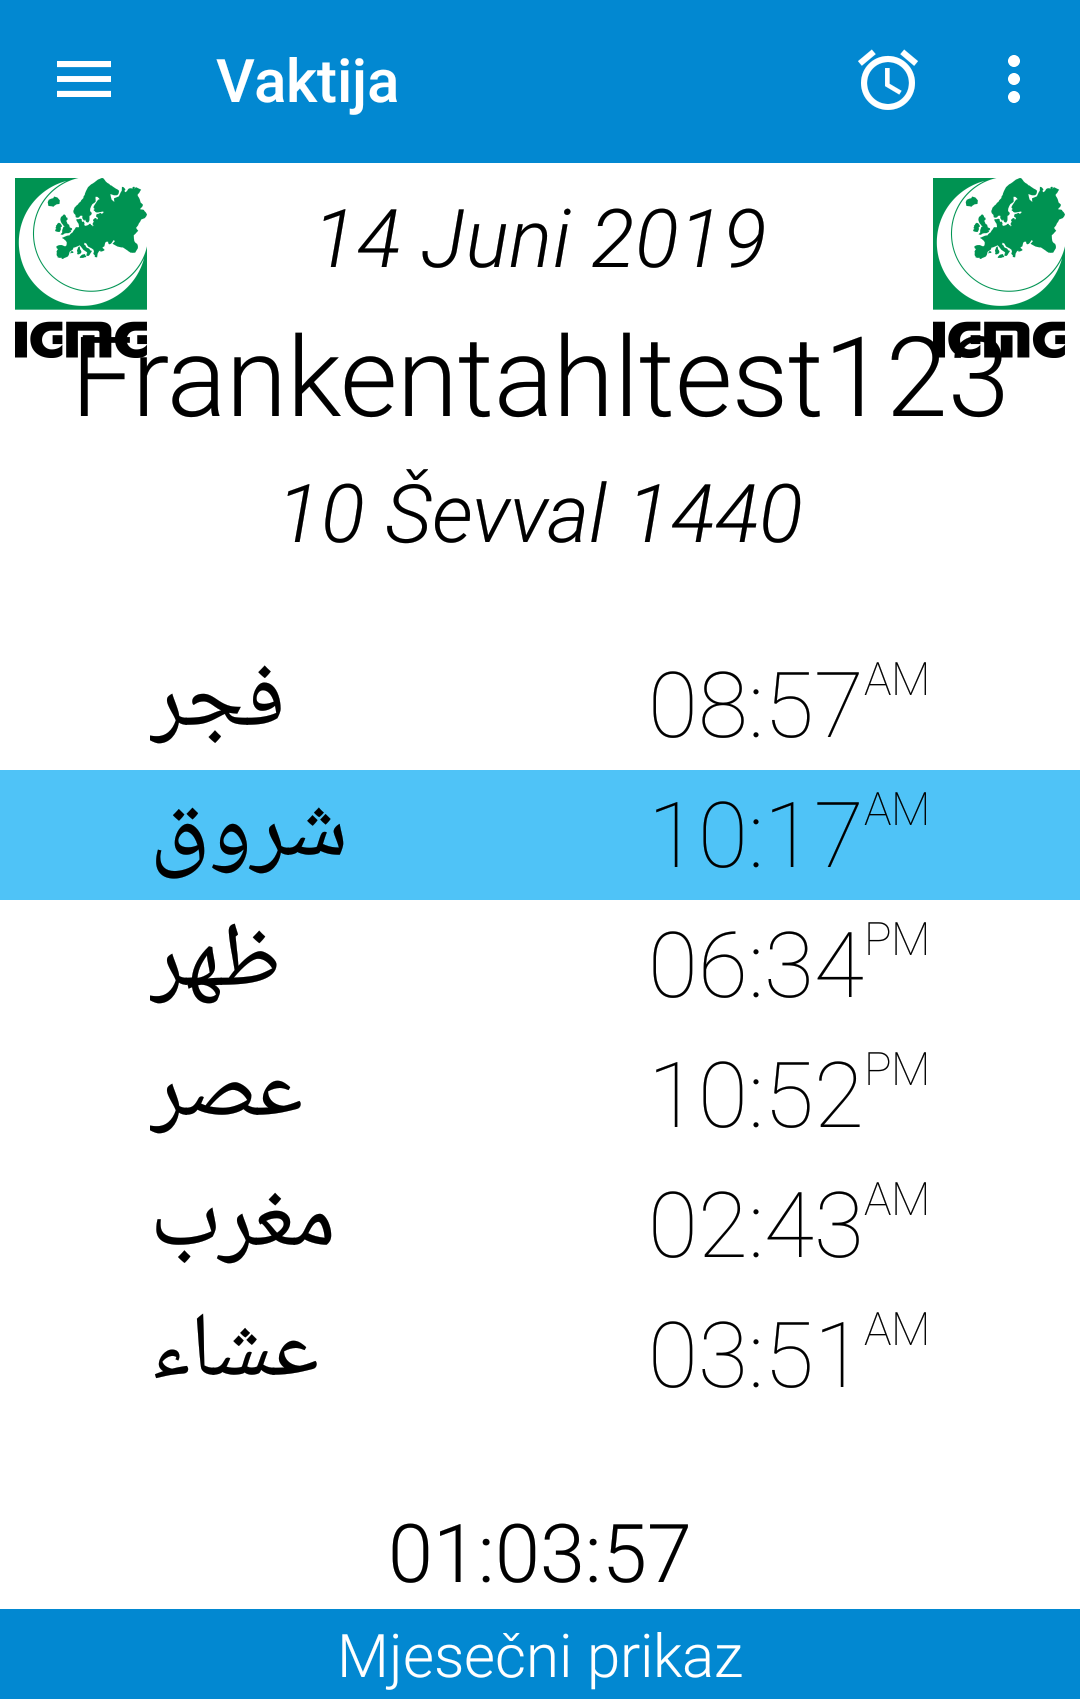 Vaktija
14 Juni 2019
IGMG
IGMG
Frankentahltest123
10 Ševval 1440
فجر 08:57 AM
شروق 10:17 AM
ظهر 06:34 PM
عصر 10:52 PM
مغرب 02:43 AM
عشاء 03:51 AM
01:03:57
Mjesečni prikaz